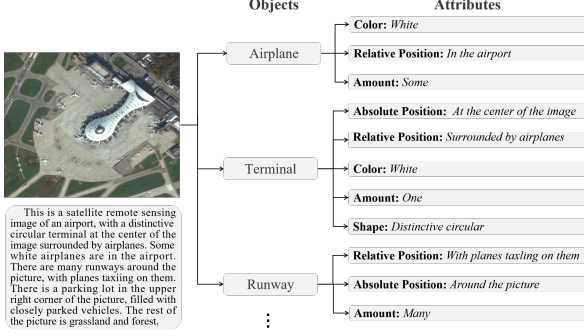 Objects
Attributes
Airplane
Color: White
Relative Position: In the airport
Amount: Some
Terminal
Absolute Position: At the center of the image
Relative Position: Surrounded by airplanes
Color: White
Amount: One
Shape: Distinctive circular
Runway
Relative Position: With planes taxling on them
Absolute Position: Around the picture
Amount: Many
This is a satellite remote sensing
image of an airport, with a distinctive
circular terminal at the center of the
image surrounded by airplanes. Some
white airplanes are in the airport.
There are many runways around the
picture, with planes taxiing on them.
There is a parking lot in the upper
right corner of the picture, filled with
closely parked vehicles. The rest of
the picture is grassland and forest.